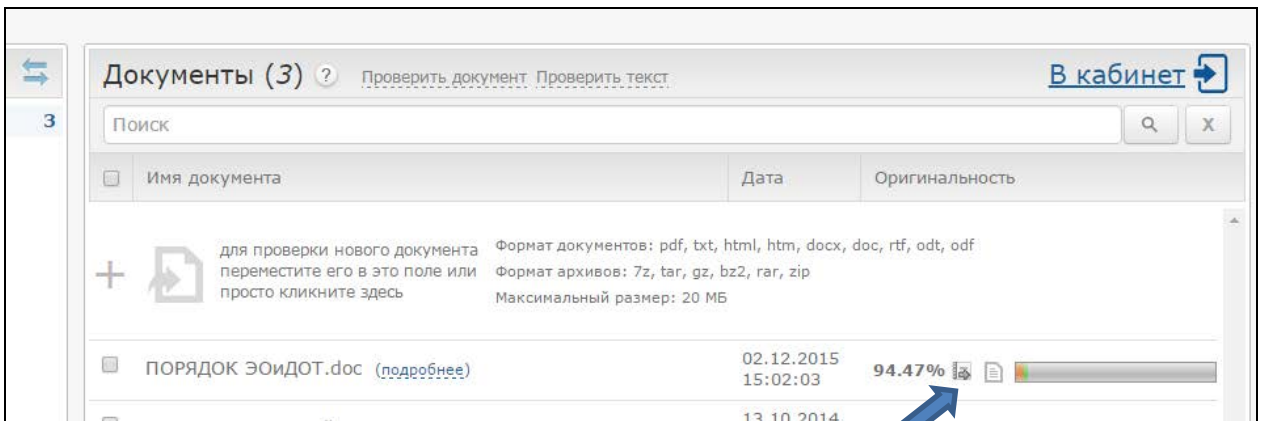 Документы (3) ? Проверить документ Проверить текст В кабинет
3
Поиск X
Имя документа Дата Оригинальность
для проверки нового документа
переместите его в это поле или
просто кликните здесь
Формат документов: pdf, txt, html, htm, docx, doc, rtf, odt, odf
Формат архивов: 7z, tar, gz, bz2, rar, zip
Максимальный размер: 20 МБ
ПОРЯДОК ЭОиДОТ.doc (подробнее) 02.12.2015 94.47%
15:02:03
13.10.2014